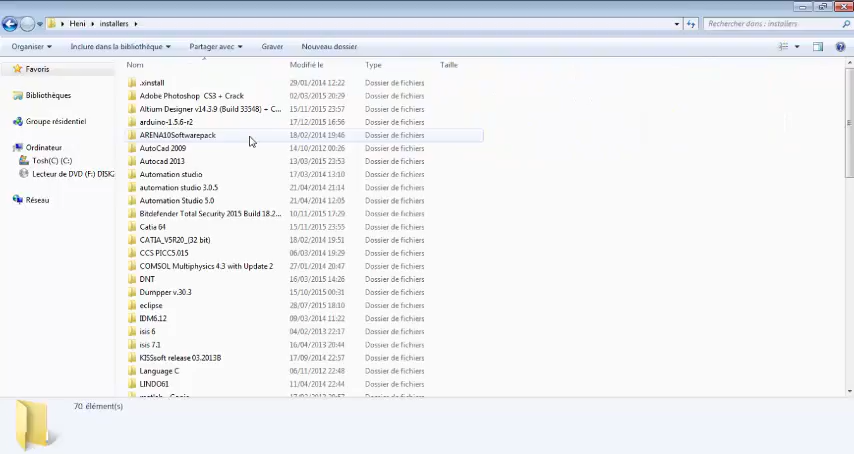 Heni installers
Rechercher dans : installers
Organiser Inclure dans la bibliothèque Partager avec Graver Nouveau dossier
Nom Modifié le Type Taille
Favoris
Bibliothèques
Groupe résidentiel
Ordinateur
Tosh(C) (C:)
Lecteur de DVD (F:) DISK2
Réseau
.xinstall 29/01/2014 12:22 Dossier de fichiers
Adobe Photoshop CS3 + Crack 02/03/2015 20:29 Dossier de fichiers
Altium Designer v14.3.9 (Build 33548) + C... 15/11/2015 23:57 Dossier de fichiers
arduino-1.5.6-r2 17/12/2015 16:56 Dossier de fichiers
ARENA10Softwarepack 18/02/2014 19:46 Dossier de fichiers
AutoCad 2009 14/10/2012 00:26 Dossier de fichiers
Autocad 2013 13/03/2015 23:53 Dossier de fichiers
Automation studio 17/03/2014 13:10 Dossier de fichiers
automation studio 3.0.5 21/04/2014 21:14 Dossier de fichiers
Automation Studio 5.0 21/04/2014 12:05 Dossier de fichiers
Bitdefender Total Security 2015 Build 18.2... 10/11/2015 17:29 Dossier de fichiers
Catia 64 15/11/2015 23:55 Dossier de fichiers
CATIA_V5R20_(32 bit) 18/02/2014 19:51 Dossier de fichiers
CCS PICC5.015 06/03/2014 19:29 Dossier de fichiers
COMSOL Multiphysics 4.3 with Update 2 27/01/2014 20:47 Dossier de fichiers
DNT 16/03/2015 14:26 Dossier de fichiers
Dumpper v.30.3 15/10/2015 00:31 Dossier de fichiers
eclipse 28/07/2015 18:10 Dossier de fichiers
IDM6.12 09/03/2014 11:22 Dossier de fichiers
isis 6 04/02/2013 22:17 Dossier de fichiers
isis 7.1 16/04/2013 20:44 Dossier de fichiers
KISSsoft release 03.2013B 17/09/2014 22:57 Dossier de fichiers
Language C 06/11/2012 22:48 Dossier de fichiers
LINDO61 11/04/2014 22:44 Dossier de fichiers
70 élément(s)